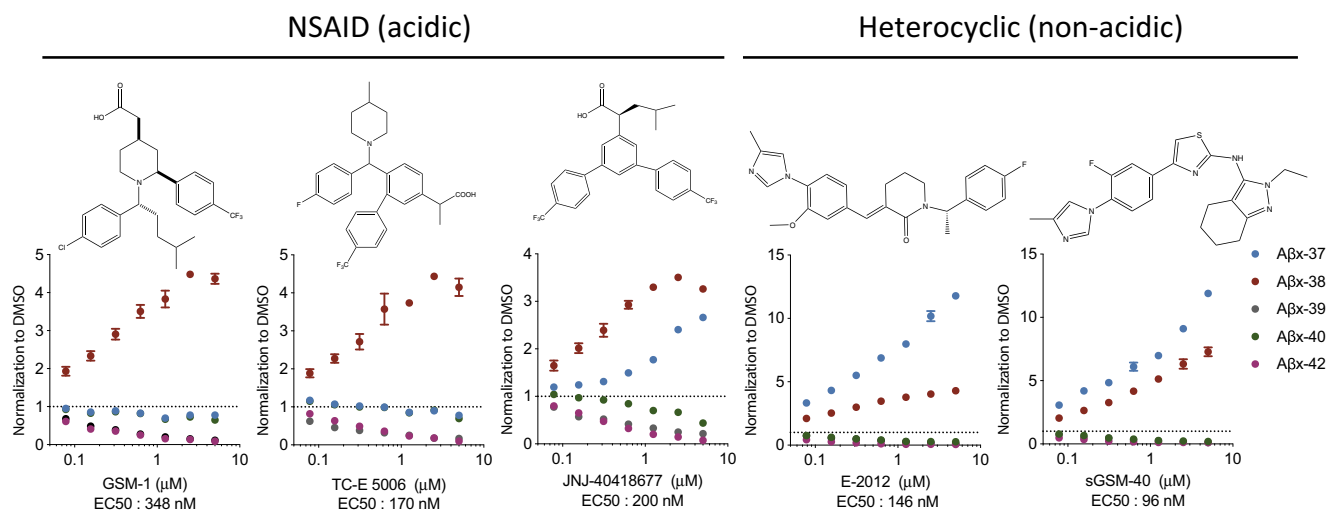 NSAID (acidic)
Heterocyclic (non-acidic)
O
HO
N
CF3
Cl
N
F
COOH
F3C
O
HO
F3C
CF3
N
N
O
N
O
F
S
NH
N
F
N
N
N
N
Normalization to DMSO
5
4
3
2
1
0
0.1
1
10
GSM-1 (μM)
EC50 : 348 nM
Normalization to DMSO
5
4
3
2
1
0
0.1
1
10
TC-E 5006 (μM)
EC50 : 170 nM
Normalization to DMSO
5
4
3
2
1
0
0.1
1
10
JNJ-40418677 (μM)
EC50 : 200 nM
Normalization to DMSO
15
10
5
0
0.1
1
10
E-2012 (μM)
EC50 : 146 nM
Normalization to DMSO
15
10
5
0
0.1
1
10
sGSM-40 (μM)
EC50 : 96 nM
Aβx-37
Aβx-38
Aβx-39
Aβx-40
Aβx-42